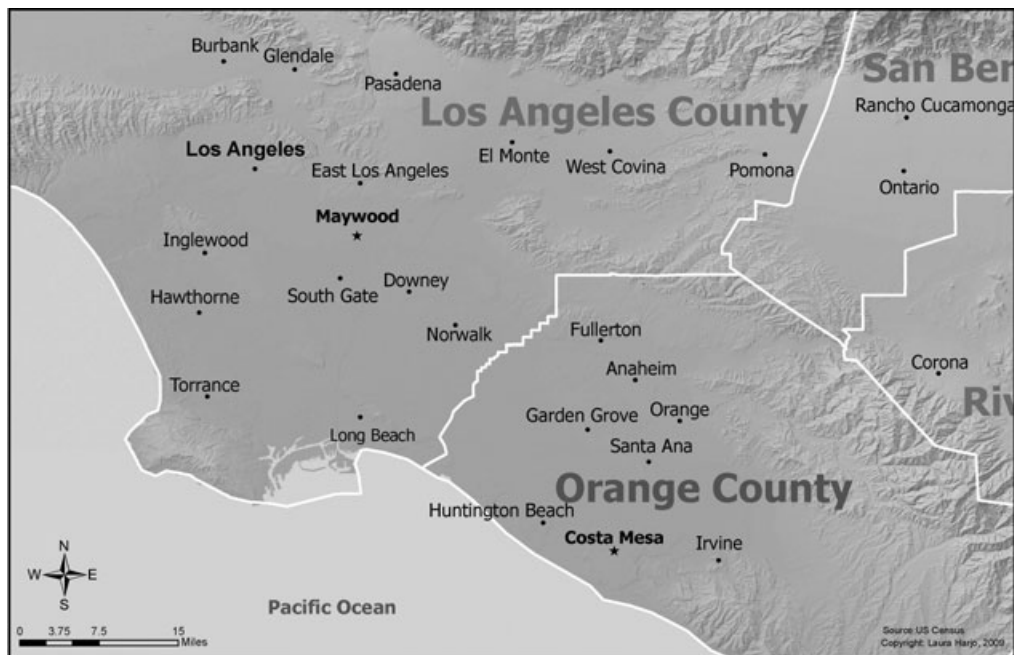 Burbank
Glendale
Pasadena
San Ber
Los Angeles County
Rancho Cucamonga
Los Angeles
El Monte
West Covina
Pomona
East Los Angeles
Ontario
Maywood
Inglewood
Downey
Hawthorne
South Gate
Norwalk
Fullerton
Corona
Anaheim
Torrance
Garden Grove
Orange
Riv
Long Beach
Santa Ana
Orange County
Huntington Beach
Costa Mesa
Irvine
N
W E
S
Pacific Ocean
0 3.75 7.5 15
Miles
Source US Census
Copyright: Laura Harjo, 2009